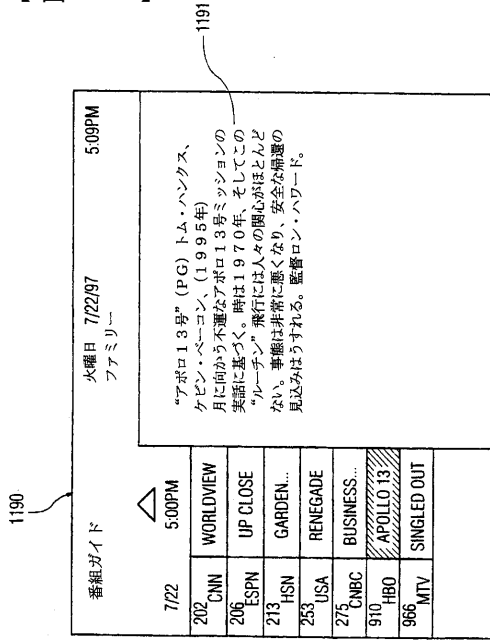 1190
番組ガイド
火曜日 7/22/97
5:09PM
ファミリー
7/22
5:00PM
202 CNN WORLDVIEW
206 ESPN UP CLOSE
213 HSN GARDEN...
253 USA RENEGADE
275 CNBC BUSINESS...
910 HBO APOLLO 13
966 MTV SINGLED OUT
“アポロ13号” (PG) トム・ハンクス、
ケビン・ベーコン、(1995年)
月に向かう不運なアポロ13号ミッションの
実話に基づく。時は1970年、そしてこの
“ルーチン” 飛行には人々の関心がほとんど
ない。事態は非常に悪くなり、安全な帰還の
見込みはうすれる。監督ロン・ハワード。
1191